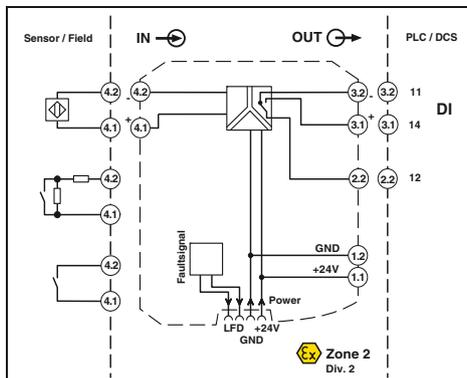 Sensor / Field
IN
OUT
PLC / DCS
4.2
-
4.2
3.2
-
3.2
11
DI
4.1
+
4.1
3.1
+
3.1
14
4.2
2.2
2.2
12
4.1
Faultsignal
GND
1.2
4.2
+24V
1.1
4.1
Power
LFD
+24V
GND
Ex
Zone 2
Div. 2